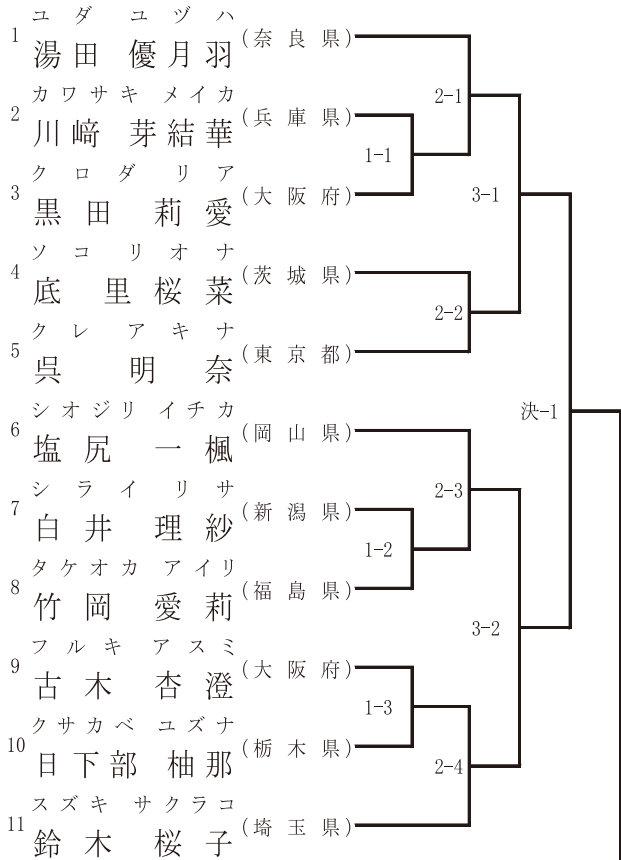 ユダ ユヅハ
1 湯田 優月羽 (奈良県)
2-1
カワサキ メイカ
2 川﨑 芽結華 (兵庫県)
1-1
クロダ リア
3 黒田 莉愛 (大阪府)
3-1
ソコ リオナ
4 底 里桜菜 (茨城県)
2-2
クレ アキナ
5 呉 明奈 (東京都)
シオジリ イチカ
6 塩尻 一楓 (岡山県)
決-1
2-3
シライ リサ
7 白井 理紗 (新潟県)
1-2
タケオカ アイリ
8 竹岡 愛莉 (福島県)
3-2
フルキ アスミ
9 古木 杏澄 (大阪府)
1-3
クサカベ ユズナ
10 日下部 柚那 (栃木県)
2-4
スズキ サクラコ
11 鈴木 桜子 (埼玉県)